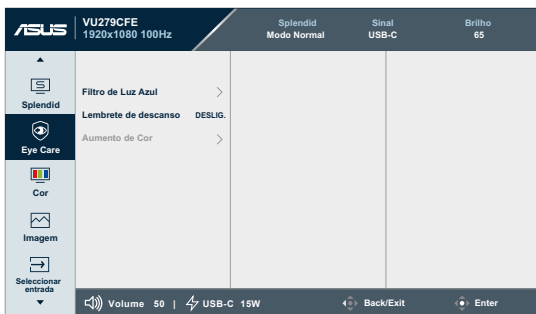 ASUS
VU279CFE
1920x1080 100Hz
Splendid
Modo Normal
Sinal
USB-C
Brilho
65
Splendid
Eye Care
Cor
Imagem
Seleccionar
entrada
Filtro de Luz Azul
Lembrete de descanso DESLIG.
Aumento de Cor
Volume 50 | USB-C 15W
Back/Exit
Enter